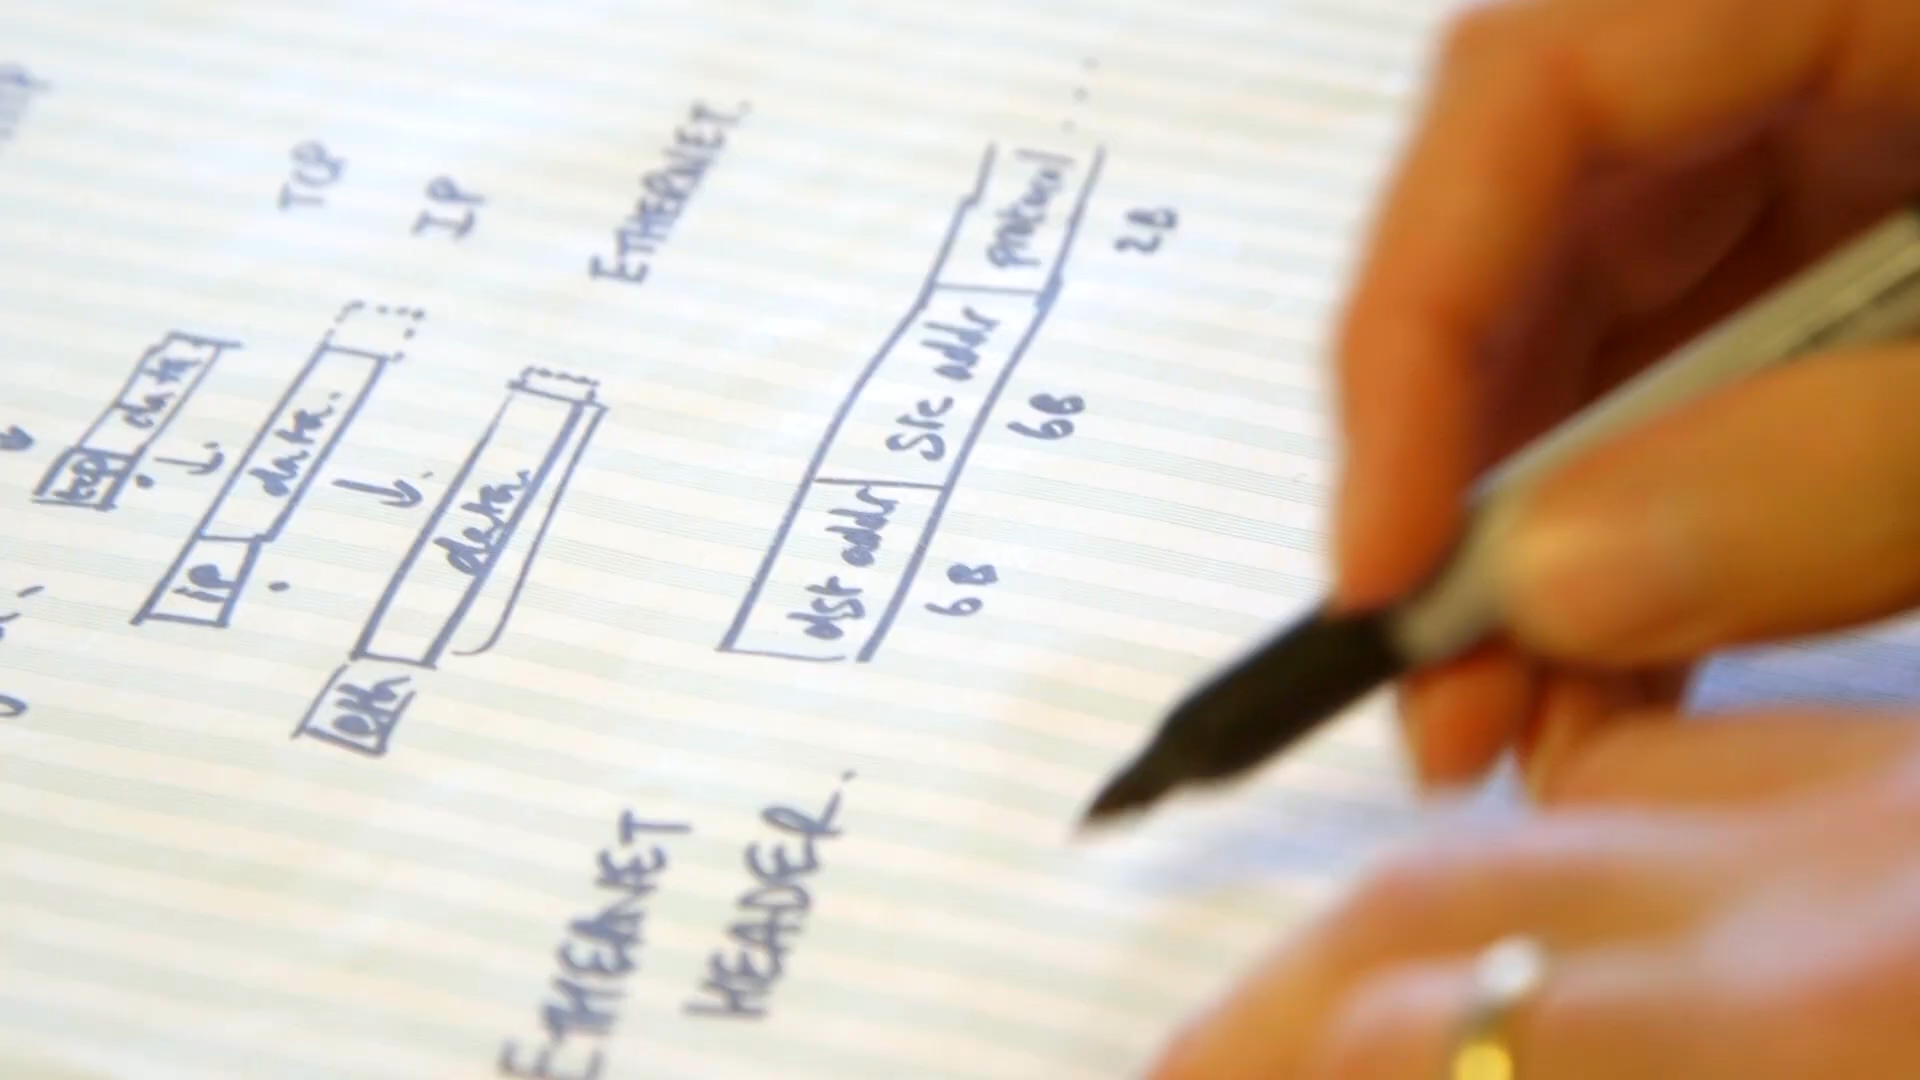 tcp data
TCP
ip data.
IP
eth data
ETHERNET.
ETHERNET
HEADER.
dst addr src addr protocol
6B 6B 2B